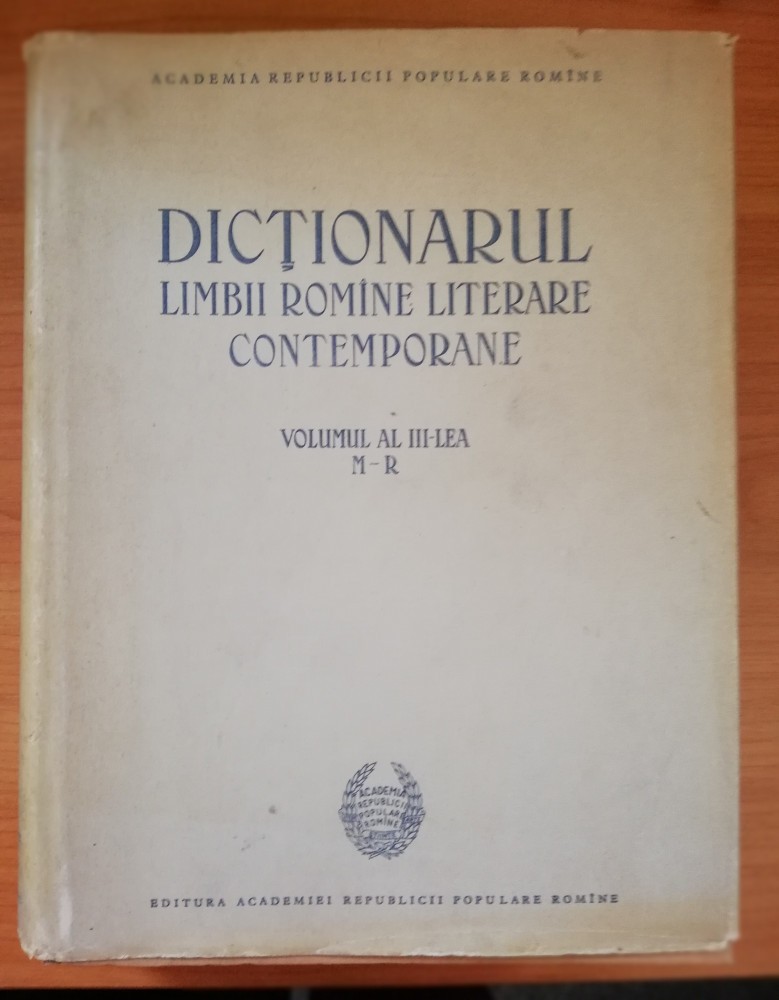 ACADEMIA REPUBLICII POPULARE ROMÎNE
DICȚIONARUL
LIMBII ROMÎNE LITERARE
CONTEMPORANE
VOLUMUL AL III-LEA
M-R
ACADEMIA
REPUBLICII
POPULARE
ROMÎNE
EDITURA ACADEMIEI REPUBLICII POPULARE ROMÎNE